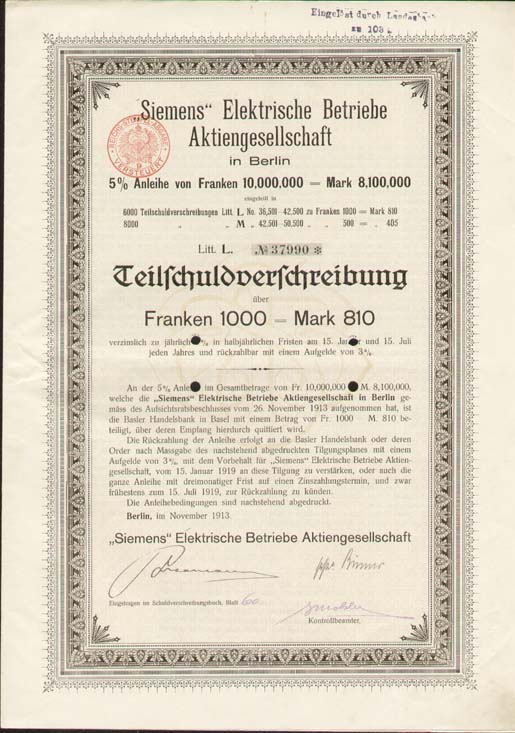 Eingelöst durch
zu 103
„Siemens“ Elektrische Betriebe
Aktiengesellschaft
in Berlin
VERSTEUERT
5% Anleihe von Franken 10,000,000 = Mark 8,100,000
eingeteilt in
6000 Teilschuldverschreibungen Litt. L No. 36,501–42,500 zu Franken 1000 = Mark 810
8000 „ „ M „ 42,501–50,500 „ „ 500 = „ 405
Litt. L. № 37990 ✻
Teilschuldverschreibung
über
Franken 1000 = Mark 810
verzinslich zu jährlich % in halbjährlichen Fristen am 15. Jan er und 15. Juli
jeden Jahres und rückzahlbar mit einem Aufgelde von 3%.
An der 5% Anlei im Gesamtbetrage von Fr. 10,000,000 M. 8,100,000,
welche die „Siemens“ Elektrische Betriebe Aktiengesellschaft in Berlin
gemäss des Aufsichtsratsbeschlusses vom 26. November 1913 aufgenommen hat, ist
die Basler Handelsbank in Basel mit einem Betrag von Fr. 1000 M. 810 be-
teiligt, über deren Empfang hierdurch quittiert wird.
Die Rückzahlung der Anleihe erfolgt an die Basler Handelsbank oder deren
Order nach Massgabe des nachstehend abgedruckten Tilgungsplanes mit einem
Aufgelde von 3% mit dem Vorbehalt für „Siemens“ Elektrische Betriebe Aktien-
gesellschaft, vom 15. Januar 1919 an diese Tilgung zu verstärken, oder auch die
ganze Anleihe mit dreimonatiger Frist auf einen Zinszahlungstermin, und zwar
frühestens zum 15. Juli 1919, zur Rückzahlung zu künden.
Die Anleihebedingungen sind nachstehend abgedruckt.
Berlin, im November 1913.
„Siemens“ Elektrische Betriebe Aktiengesellschaft
Eingetragen im Schuldverschreibungsbuch, Blatt 60
Kontrollbeamter.